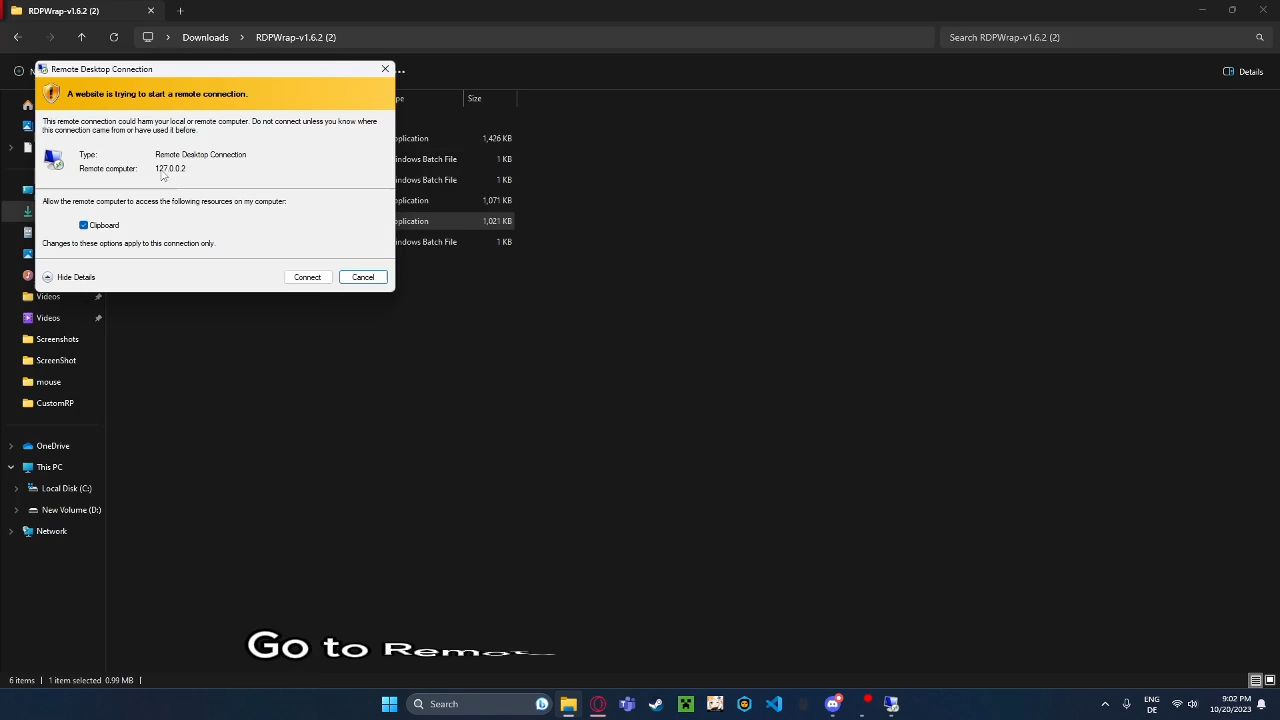 RDPWrap-v1.6.2 (2)
Downloads
RDPWrap-v1.6.2 (2)
Search RDPWrap-v1.6.2 (2)
Remote Desktop Connection
Details
A website is trying to start a remote connection.
Size
This remote connection could harm your local or remote computer. Do not connect unless you know where
this connection came from or have used it before.
1,426 KB
Type: Remote Desktop Connection
indows Batch File 1 KB
Remote computer: 127.0.0.2
indows Batch File 1 KB
Allow the remote computer to access the following resources on my computer:
pplication 1,071 KB
Clipboard
pplication 1,021 KB
Changes to these options apply to this connection only.
indows Batch File 1 KB
Hide Details
Connect
Cancel
Videos
Videos
Screenshots
ScreenShot
mouse
CustomRP
OneDrive
This PC
Local Disk (C:)
New Volume (D:)
Network
Go to Remot
6 items 1 item selected 0.99 MB
Search
ENG
DE
9:02 PM
10/20/2023